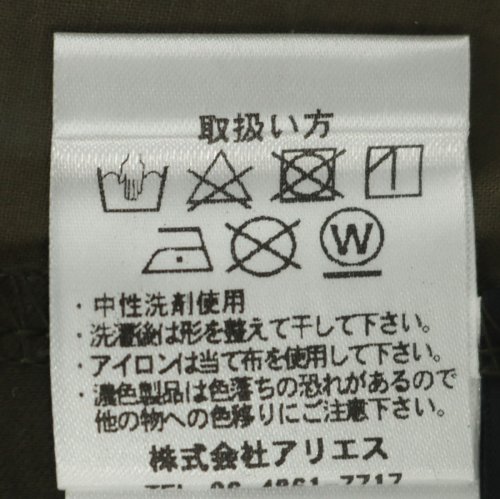 取扱い方
W
・中性洗剤使用
・洗濯後は形を整えて干して下さい。
・アイロンは当て布を使用して下さい。
・濃色製品は色落ちの恐れがあるので
他の物への色移りにご注意下さい。
株式会社アリエス
TEL 06-4861-7717